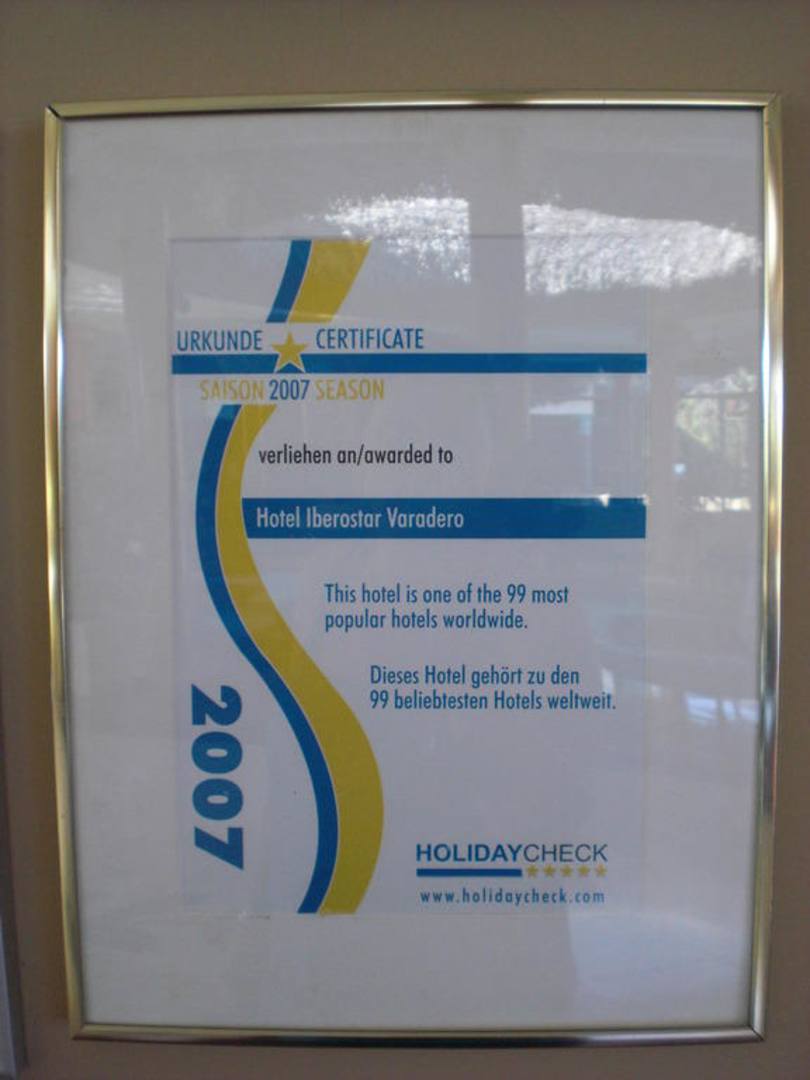 URKUNDE CERTIFICATE
SAISON 2007 SEASON
verliehen an/awarded to
Hotel Iberostar Varadero
This hotel is one of the 99 most
popular hotels worldwide.
Dieses Hotel gehört zu den
99 beliebtesten Hotels weltweit.
2007
HOLIDAYCHECK
www.holidaycheck.com